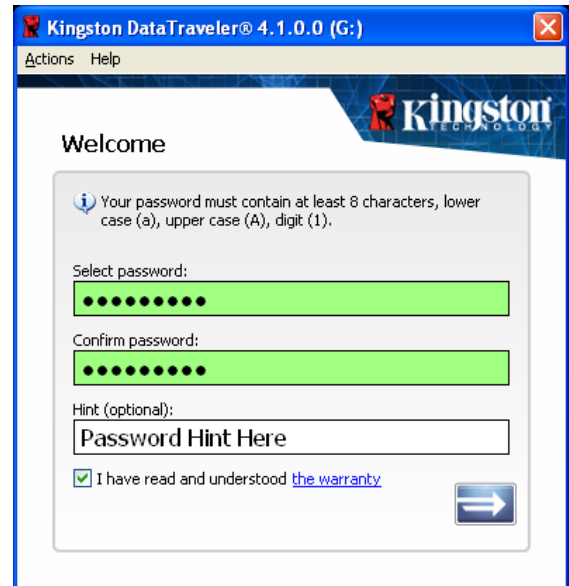 Kingston DataTraveler® 4.1.0.0 (G:)
Actions Help
Kingston
TECHNOLOGY
Welcome
Your password must contain at least 8 characters, lower
case (a), upper case (A), digit (1).
Select password:
●●●●●●●●●
Confirm password:
●●●●●●●●●
Hint (optional):
Password Hint Here
I have read and understood the warranty